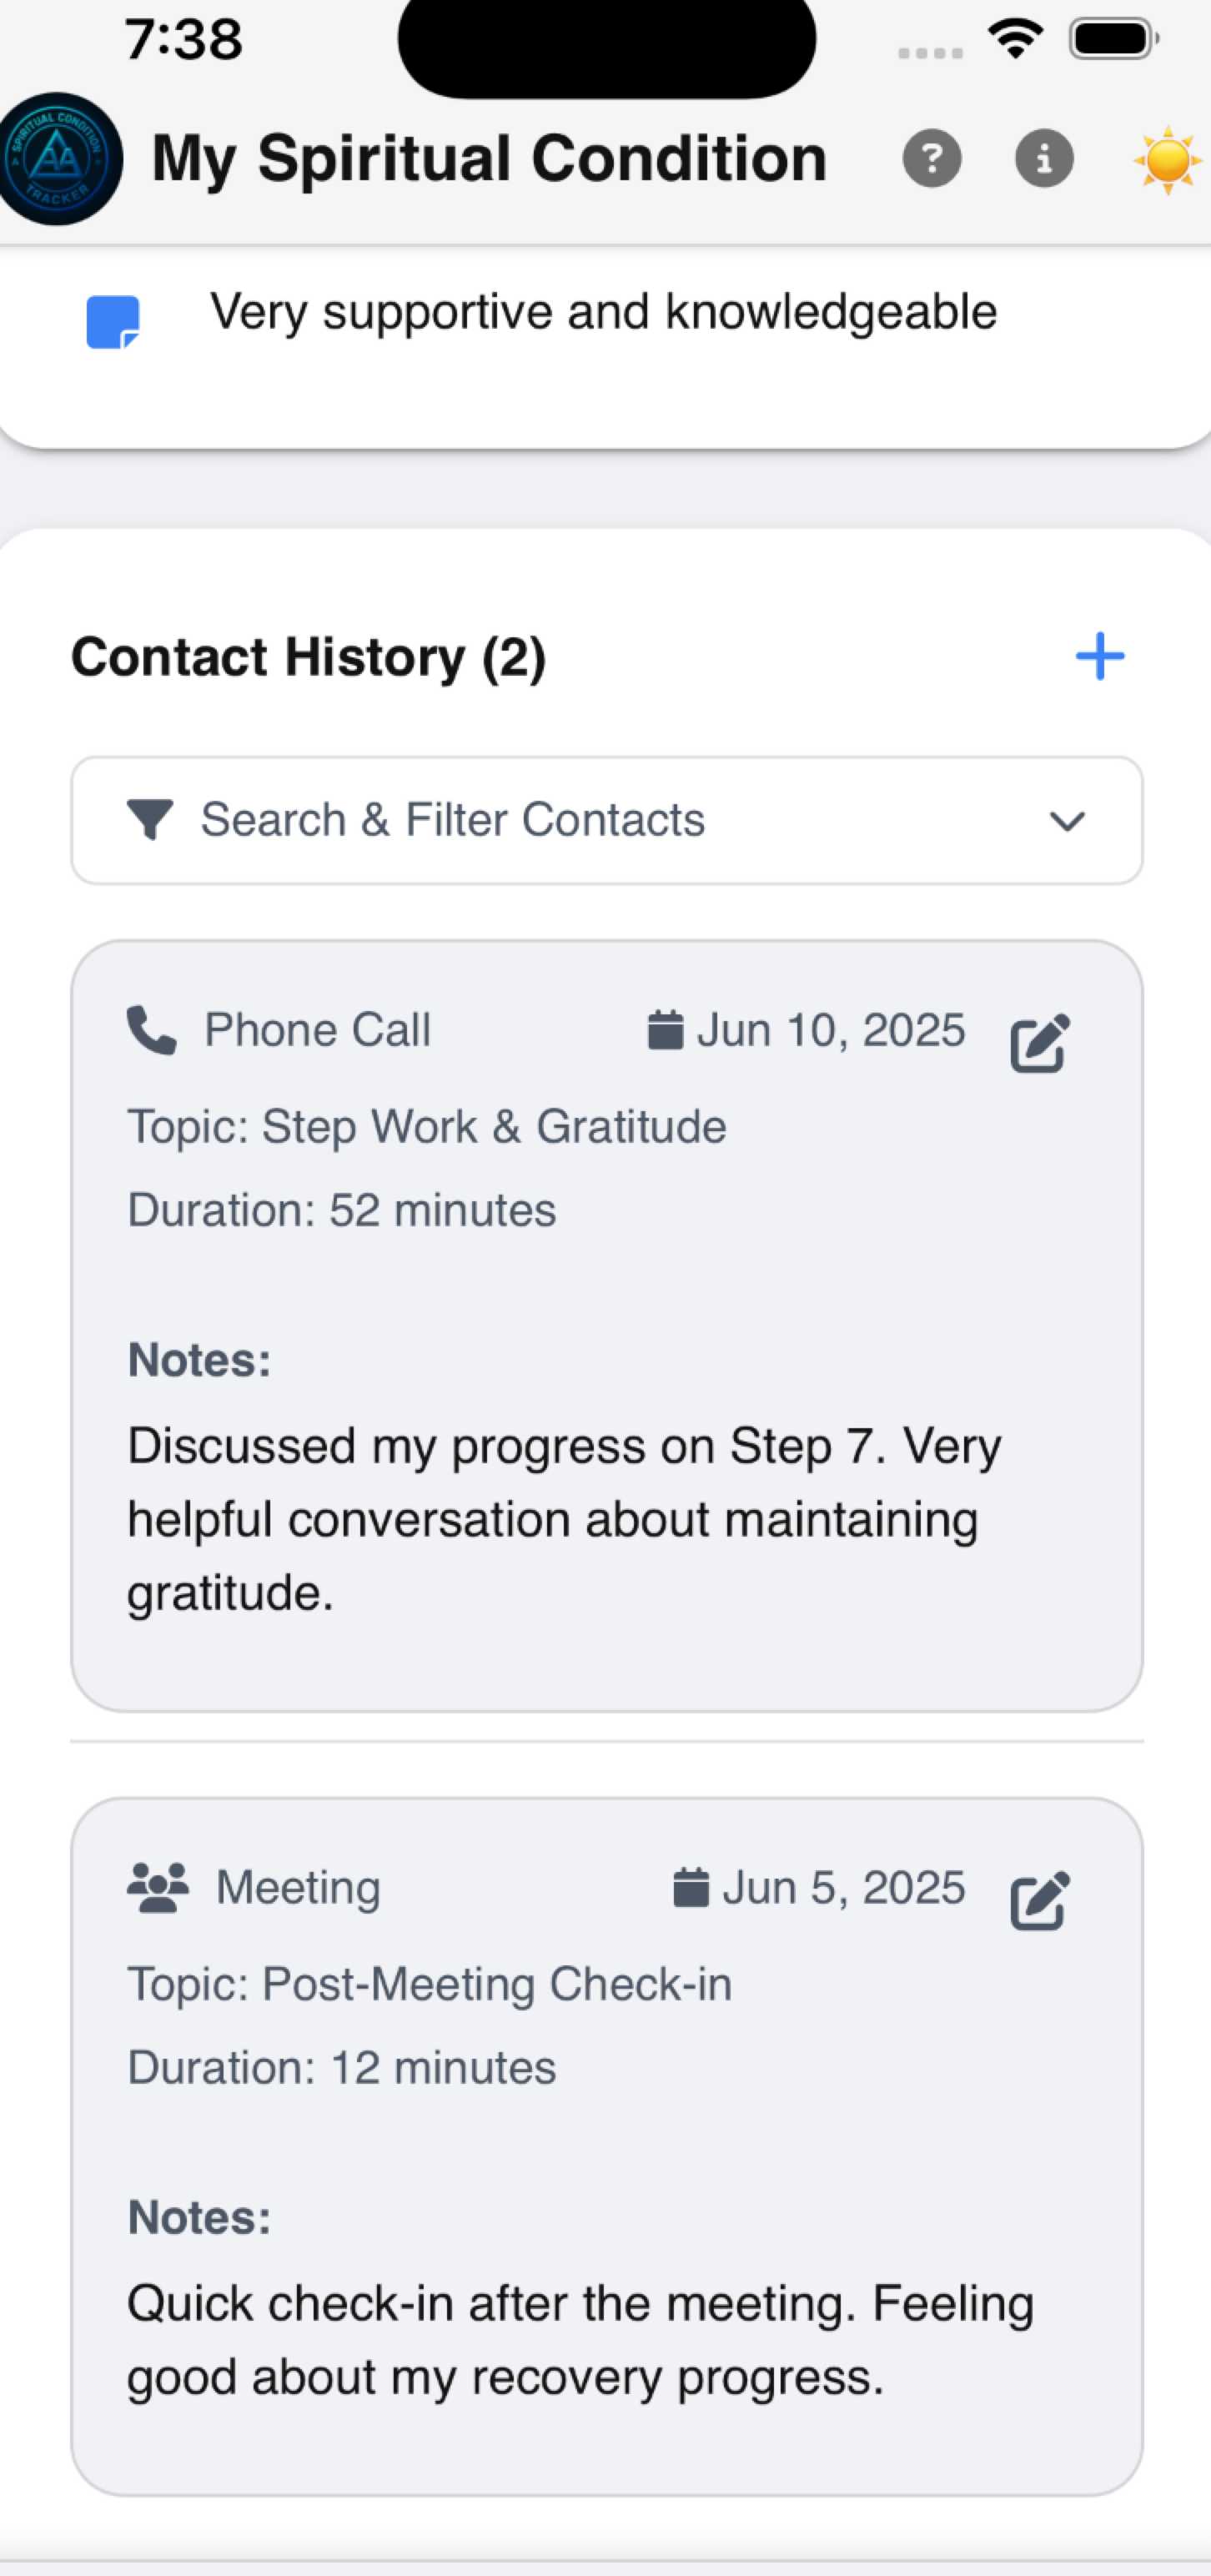 7:38
SPIRITUAL CONDITION
AA
TRACKER
My Spiritual Condition
Very supportive and knowledgeable
Contact History (2)
Search & Filter Contacts
Phone Call
Jun 10, 2025
Topic: Step Work & Gratitude
Duration: 52 minutes
Notes:
Discussed my progress on Step 7. Very
helpful conversation about maintaining
gratitude.
Meeting
Jun 5, 2025
Topic: Post-Meeting Check-in
Duration: 12 minutes
Notes:
Quick check-in after the meeting. Feeling
good about my recovery progress.